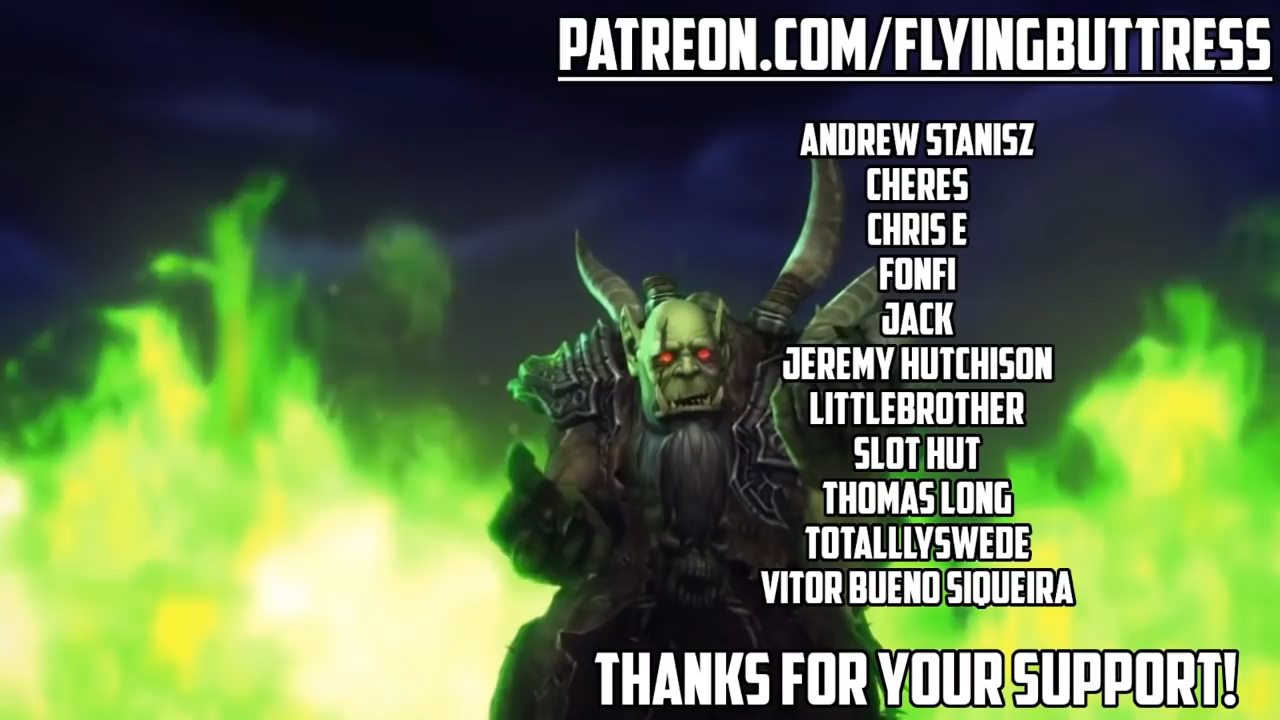 PATREON.COM/FLYINGBUTTRESS
ANDREW STANISZ
CHERES
CHRIS E
FONFI
JACK
JEREMY HUTCHISON
LITTLEBROTHER
SLOT HUT
THOMAS LONG
TOTALLLYSWEDE
VITOR BUENO SIQUEIRA
THANKS FOR YOUR SUPPORT!